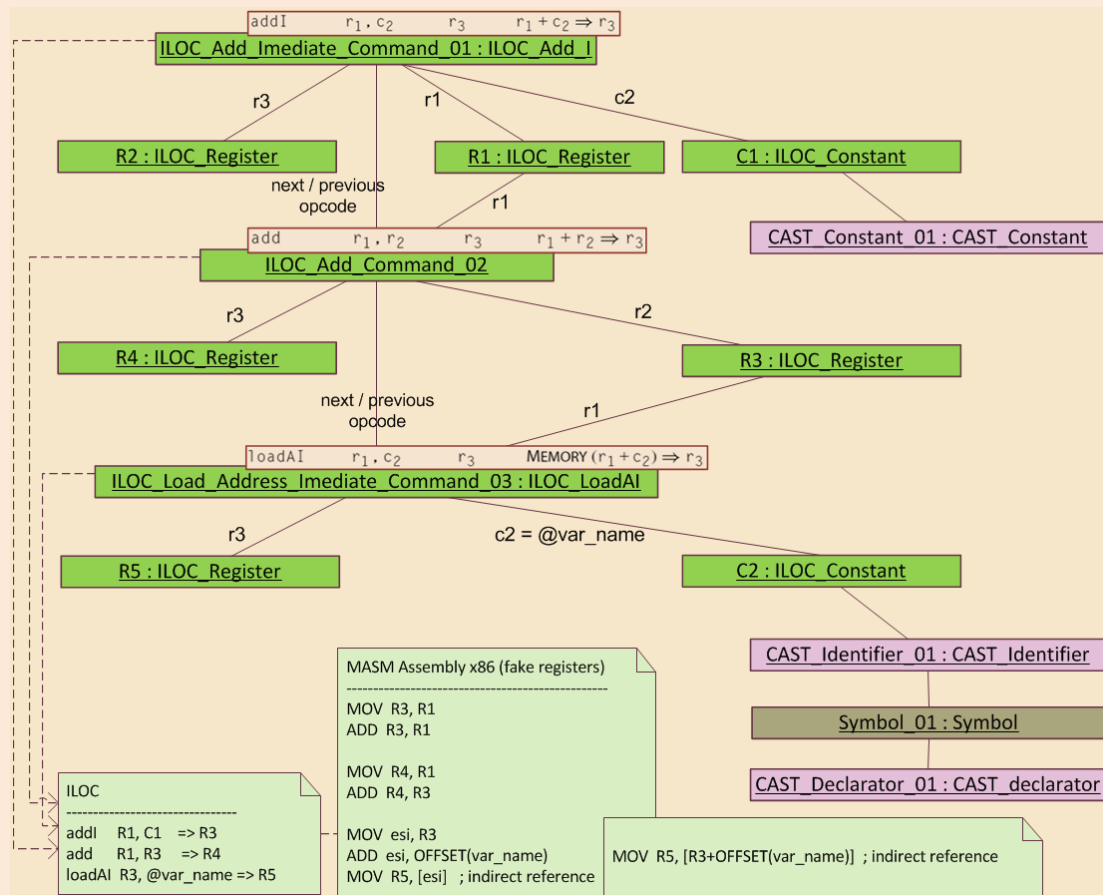 addI r1, c2 r3 r1 + c2 ⇒ r3
ILOC_Add_Imediate_Command_01 : ILOC_Add_I
r3
r1
c2
R2 : ILOC_Register
R1 : ILOC_Register
C1 : ILOC_Constant
next / previous
opcode
r1
CAST_Constant_01 : CAST_Constant
add r1, r2 r3 r1 + r2 ⇒ r3
ILOC_Add_Command_02
r3
r2
R4 : ILOC_Register
R3 : ILOC_Register
next / previous
opcode
r1
loadAI r1, c2 r3 MEMORY (r1 + c2) ⇒ r3
ILOC_Load_Address_Imediate_Command_03 : ILOC_LoadAI
r3
c2 = @var_name
R5 : ILOC_Register
C2 : ILOC_Constant
CAST_Identifier_01 : CAST_Identifier
Symbol_01 : Symbol
CAST_Declarator_01 : CAST_declarator
MASM Assembly x86 (fake registers)
-------------------------------------------------
MOV R3, R1
ADD R3, R1
MOV R4, R1
ADD R4, R3
MOV esi, R3
ADD esi, OFFSET(var_name)
MOV R5, [esi] ; indirect reference
ILOC
--------------------------------
addI R1, C1 => R3
add R1, R3 => R4
loadAI R3, @var_name => R5
MOV R5, [R3+OFFSET(var_name)] ; indirect reference